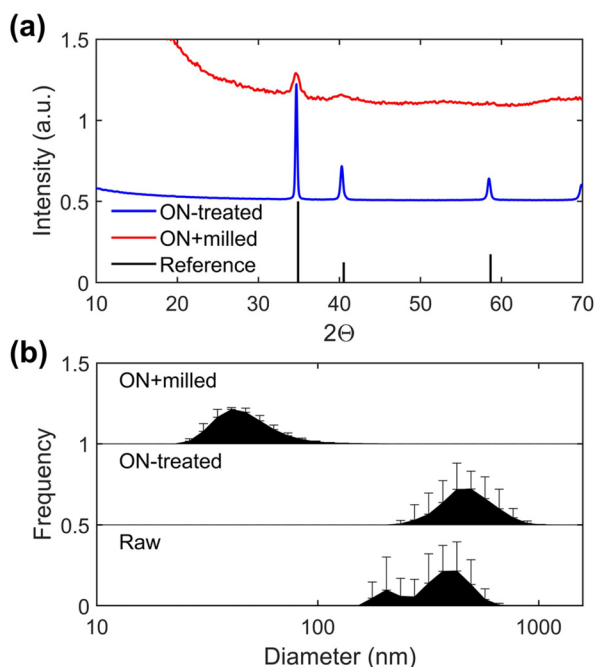 (a)
1.5
1
0.5
0
Intensity (a.u.)
ON-treated
ON+milled
Reference
10 20 30 40 50 60 70
2Θ
(b)
1.5
1
0.5
0
Frequency
ON+milled
ON-treated
Raw
10 100 1000
Diameter (nm)